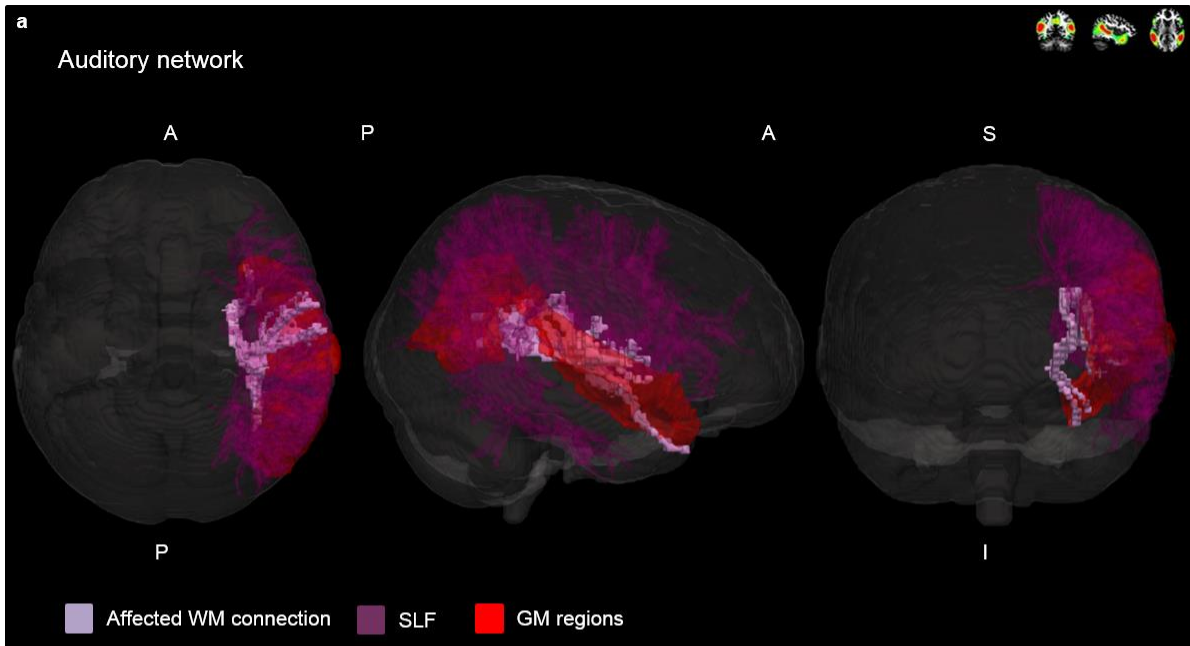 a
Auditory network
A
P
A
S
P
I
Affected WM connection
SLF
GM regions